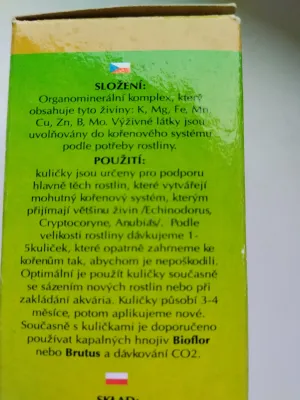 SLOŽENÍ:
Organominerální komplex, který
obsahuje tyto živiny: K, Mg, Fe, Mn,
Cu, Zn, B, Mo. Výživné látky jsou
uvolňovány do kořenového systému
podle potřeby rostliny.
POUŽITÍ:
kuličky jsou určeny pro podporu
hlavně těch rostlin, které vytvářejí
mohutný kořenový systém, kterým
přijímají většinu živin /Echinodorus,
Cryptocoryne, Anubiás/. Podle
velikosti rostliny dávkujeme 1-
5kuliček, které opatrně zahrneme ke
kořenům tak, abychom je nepoškodili.
Optimální je použít kuličky současně
se sázením nových rostlin nebo při
zakládání akvária. Kuličky působí 3-4
měsíce, potom aplikujeme nové.
Současně s kuličkami je doporučeno
používat kapalných hnojiv Bioflor
nebo Brutus a dávkování CO2.
SKŁAD: